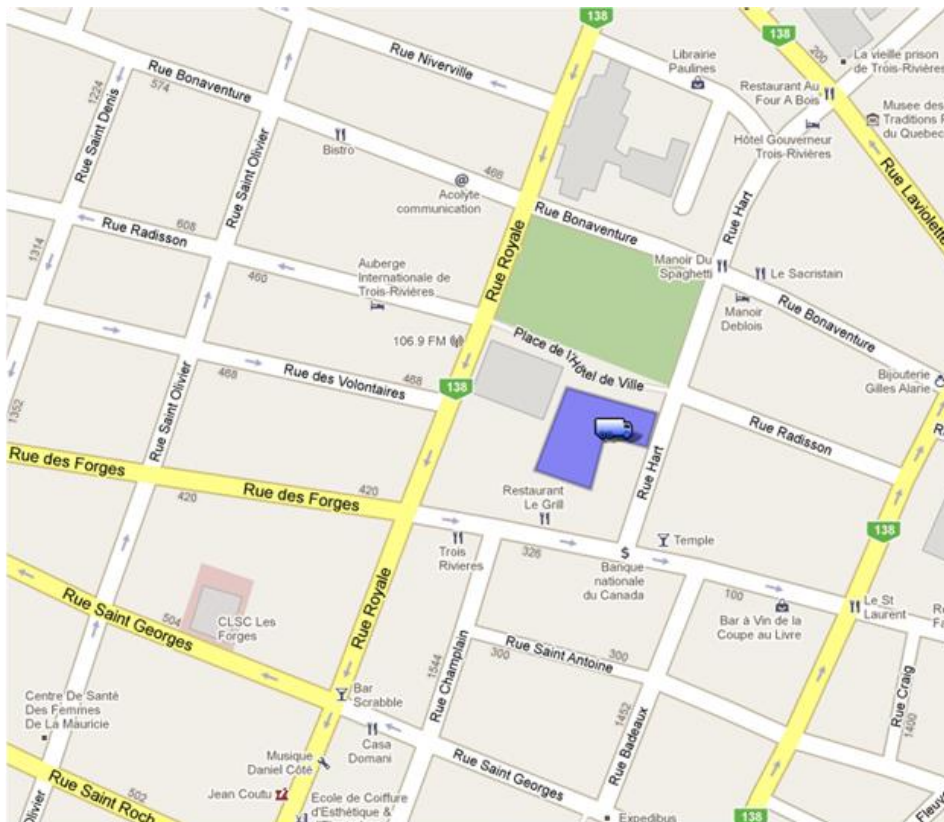 138
Rue Niverville
Librairie
Paulines
138
200
La vieille prison
de Trois-Rivières
Rue Bonaventure
574
1224
Rue Saint Denis
Rue Saint Olivier
Restaurant Au
Four A Bois
Musee des
Traditions
du Quebec
Hôtel Gouverneur
Trois-Rivières
Bistro
@
Acolyte
communication
466
Rue Bonaventure
Rue Hart
Rue Laviolette
Rue Royale
608
Rue Radisson
1314
460
Auberge
Internationale de
Trois-Rivières
Manoir Du
Spaghetti
Le Sacristain
Manoir
Deblois
Rue Bonaventure
106.9 FM
Place de l'Hôtel de Ville
Bijouterie
Gilles Alarie
138
468
Rue des Volontaires
468
1352
Rue Saint Olivier
Rue Radisson
Rue des Forges
Rue des Forges
420
420
Rue Hart
Restaurant
Le Grill
Trois
Rivieres
326
$
Banque
nationale
du Canada
Temple
138
100
Bar à Vin de la
Coupe au Livre
Le St
Laurent
Rue Saint Georges
504
CLSC Les
Forges
Rue Royale
Rue Champlain
1544
300
Rue Saint Antoine
300
1452
Rue Badeaux
Rue Craig
1400
Centre De Santé
Des Femmes
De La Mauricie
Bar
Scrabble
Casa
Domani
Musique
Daniel Côté
Jean Coutu
Rue Saint Georges
Rue Saint Roch
502
Olivier
Ecole de Coiffure
d'Esthétique &
Expedibus
138
Fleuv